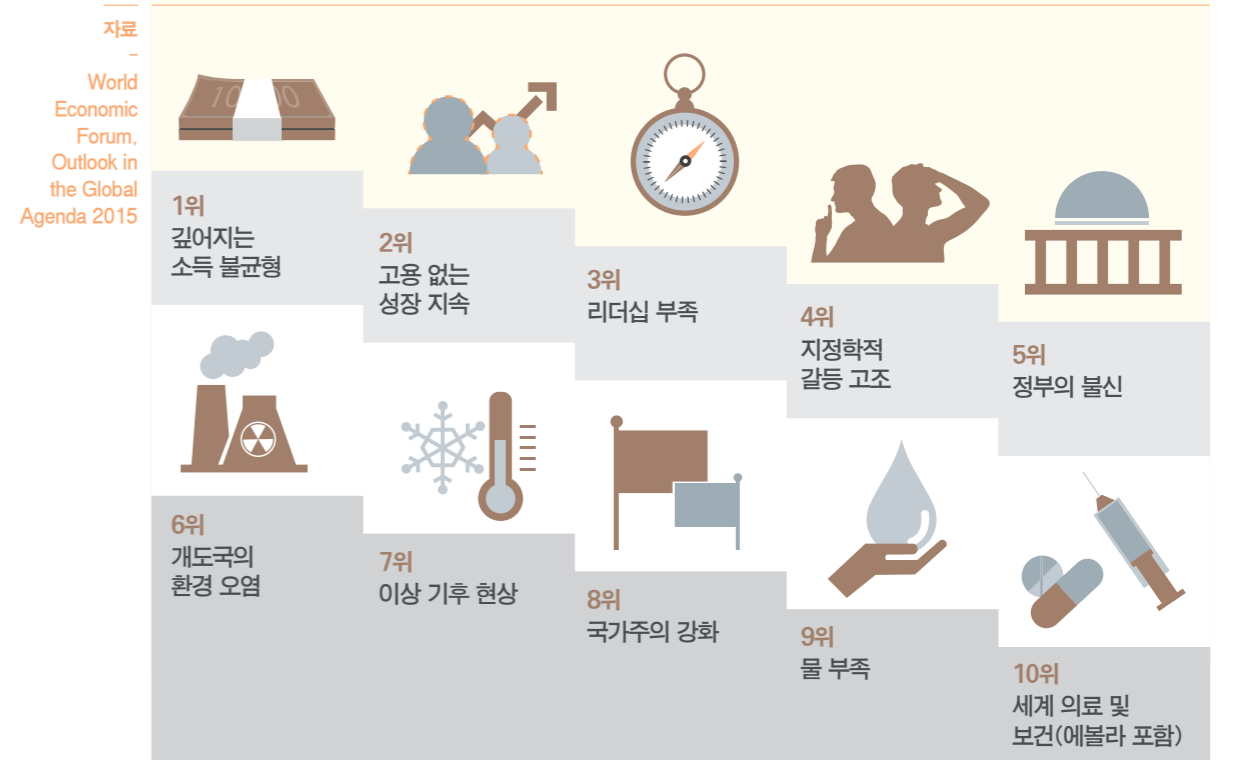 자료
–
World
Economic
Forum,
Outlook in
the Global
Agenda 2015
1위
깊어지는
소득 불균형
2위
고용 없는
성장 지속
3위
리더십 부족
4위
지정학적
갈등 고조
5위
정부의 불신
6위
개도국의
환경 오염
7위
이상 기후 현상
8위
국가주의 강화
9위
물 부족
10위
세계 의료 및
보건(에볼라 포함)